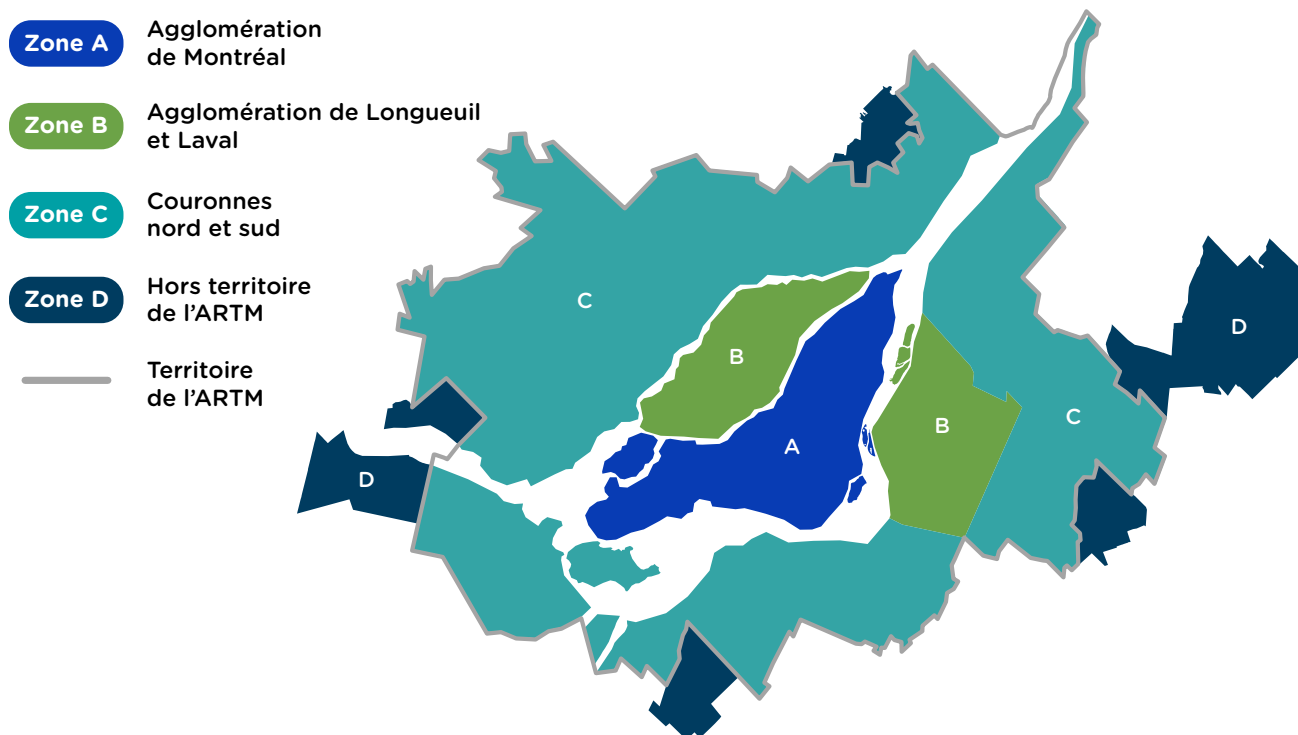 Zone A
Agglomération
de Montréal
Zone B
Agglomération de Longueuil
et Laval
Zone C
Couronnes
nord et sud
Zone D
Hors territoire
de l'ARTM
Territoire
de l'ARTM
C
D
B
B
C
A
D